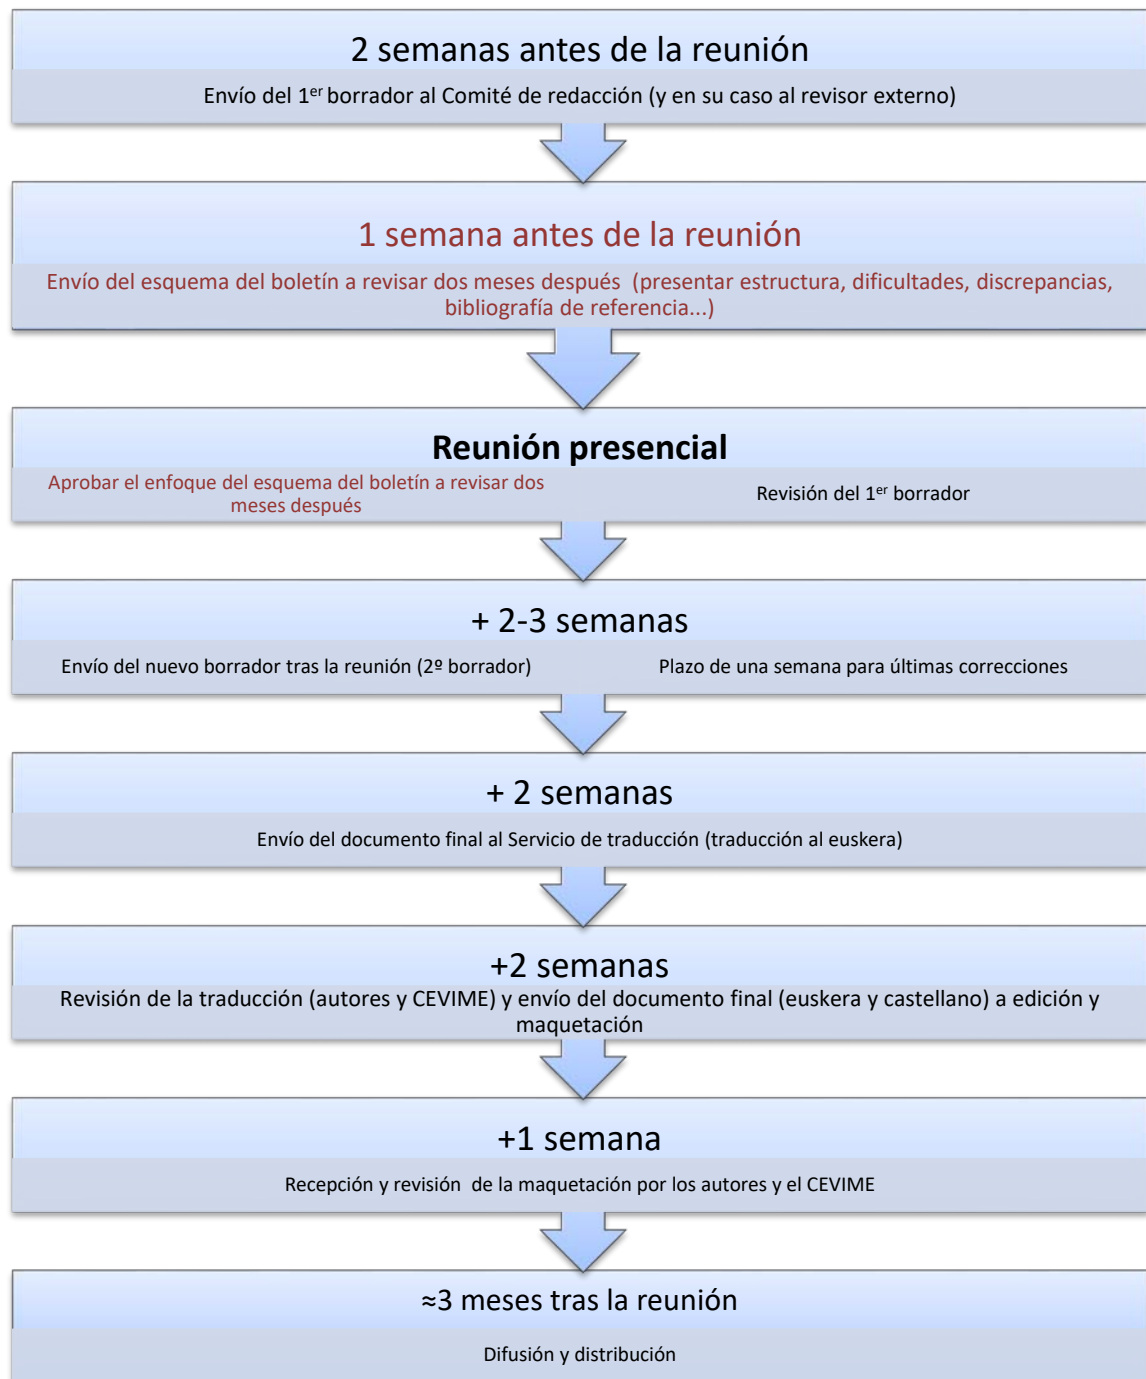 2 semanas antes de la reunión
Envío del 1er borrador al Comité de redacción (y en su caso al revisor externo)
1 semana antes de la reunión
Envío del esquema del boletín a revisar dos meses después (presentar estructura, dificultades, discrepancias,
bibliografía de referencia...)
Reunión presencial
Aprobar el enfoque del esquema del boletín a revisar dos
meses después
Revisión del 1er borrador
+ 2-3 semanas
Envío del nuevo borrador tras la reunión (2º borrador)
Plazo de una semana para últimas correcciones
+ 2 semanas
Envío del documento final al Servicio de traducción (traducción al euskera)
+2 semanas
Revisión de la traducción (autores y CEVIME) y envío del documento final (euskera y castellano) a edición y
maquetación
+1 semana
Recepción y revisión de la maquetación por los autores y el CEVIME
≈3 meses tras la reunión
Difusión y distribución